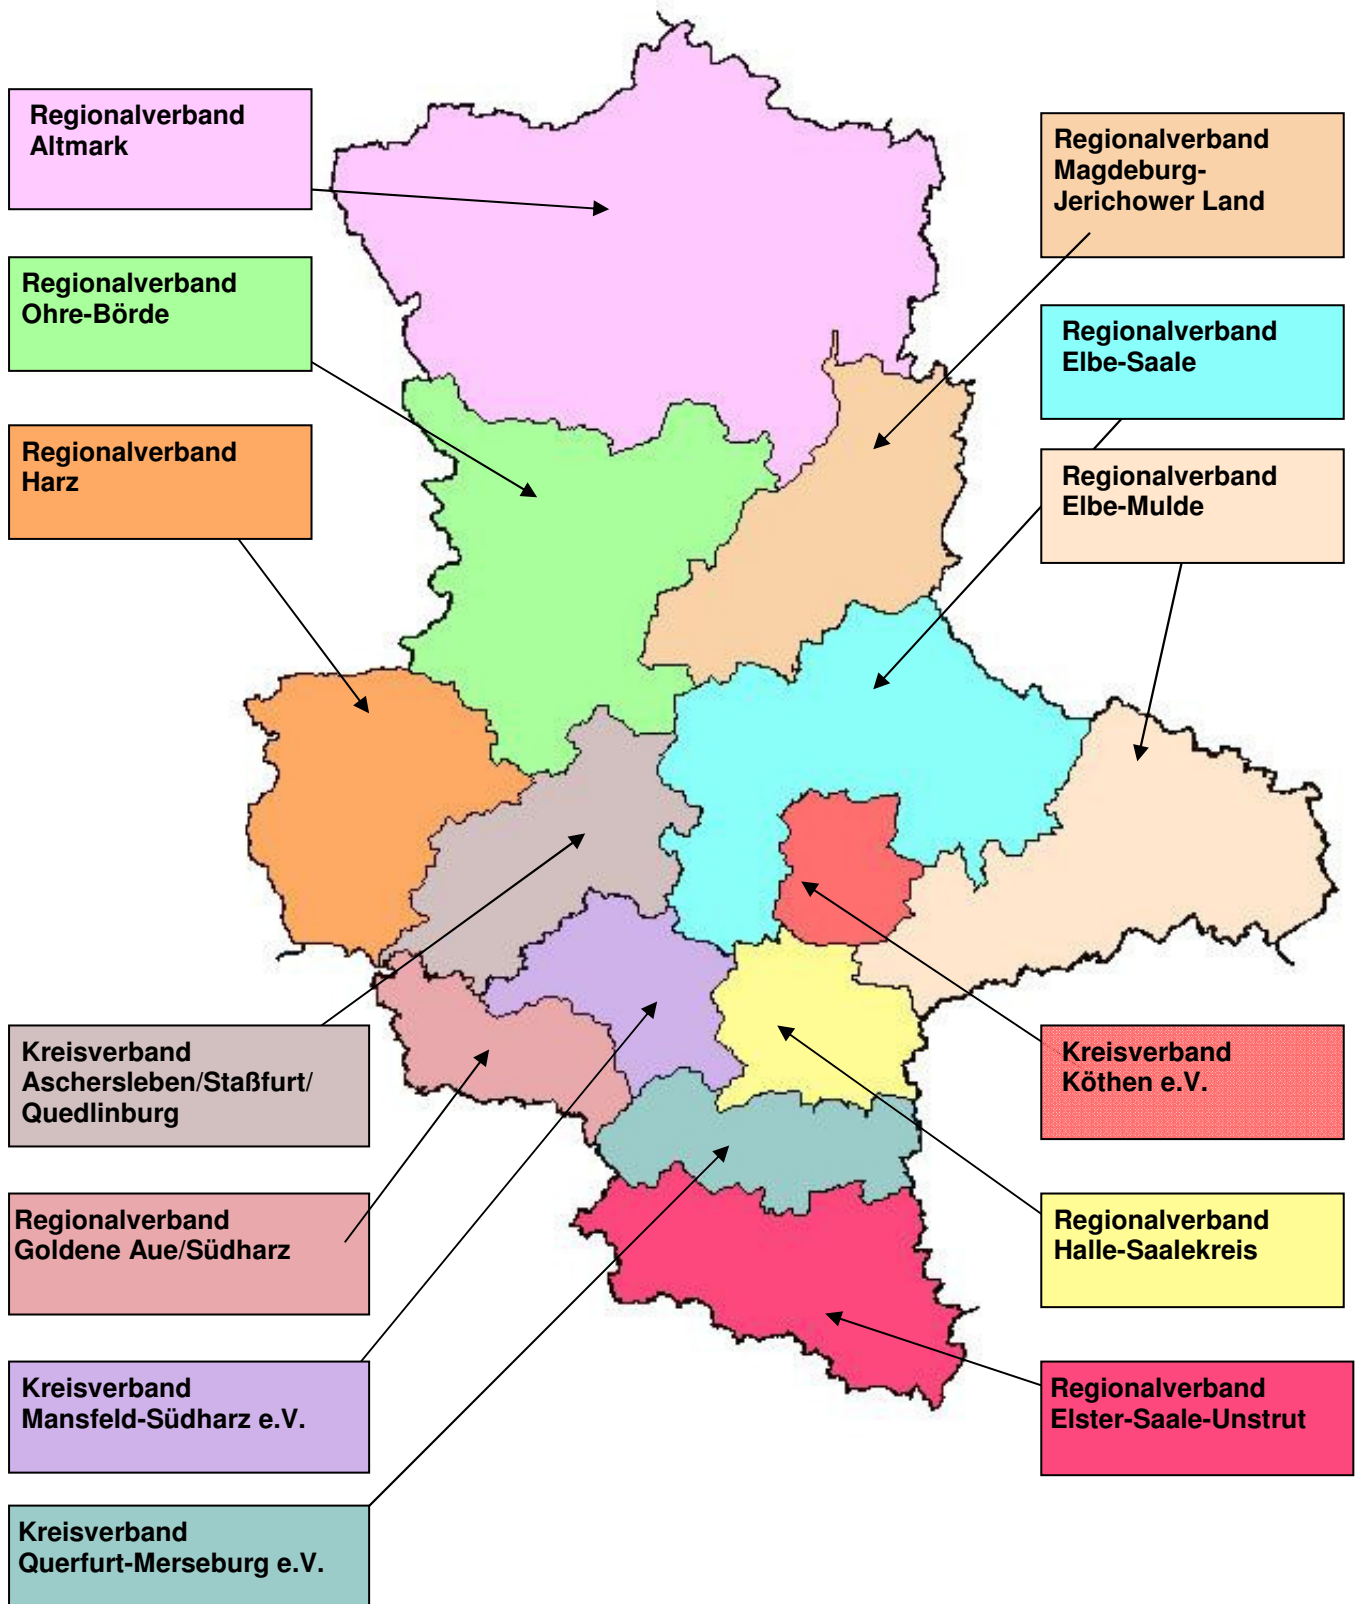 Regionalverband
Altmark
Regionalverband
Ohre-Börde
Regionalverband
Harz
Kreisverband
Aschersleben/Staßfurt/
Quedlinburg
Regionalverband
Goldene Aue/Südharz
Kreisverband
Mansfeld-Südharz e.V.
Kreisverband
Querfurt-Merseburg e.V.
Regionalverband
Magdeburg-
Jerichower Land
Regionalverband
Elbe-Saale
Regionalverband
Elbe-Mulde
Kreisverband
Köthen e.V.
Regionalverband
Halle-Saalekreis
Regionalverband
Elster-Saale-Unstrut